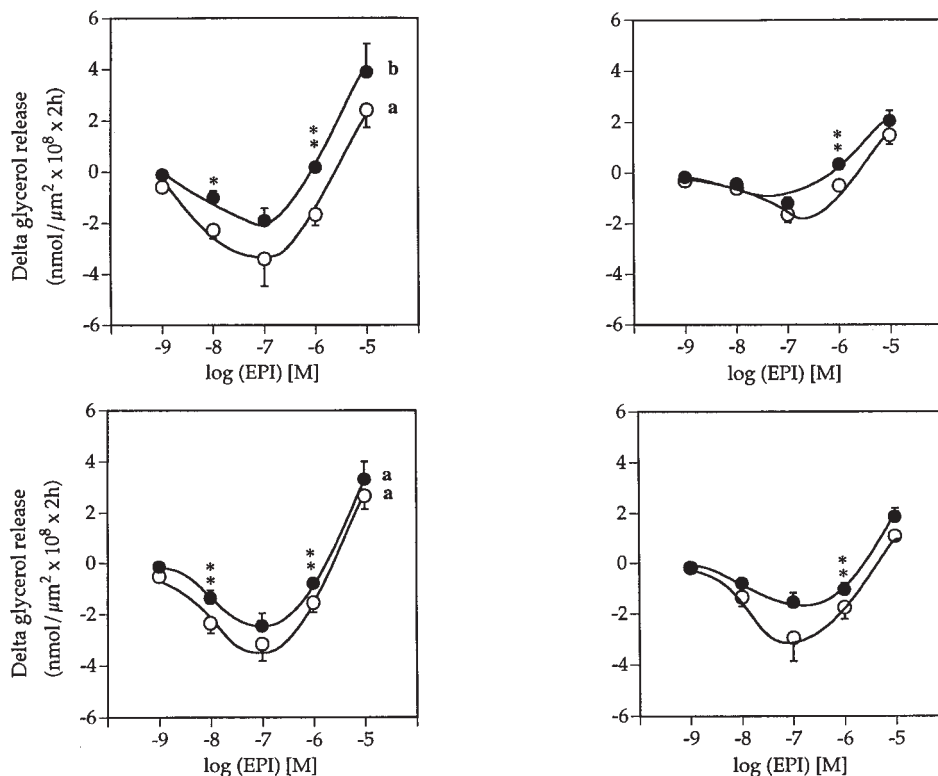 Delta glycerol release
(nmol/μm² x 10⁸ x 2h)
6
4
2
0
-2
-4
-6
*
*
*
b
a
-9 -8 -7 -6 -5
log (EPI) [M]
6
4
2
0
-2
-4
-6
*
*
-9 -8 -7 -6 -5
log (EPI) [M]
Delta glycerol release
(nmol/μm² x 10⁸ x 2h)
6
4
2
0
-2
-4
-6
*
*
*
*
a
a
-9 -8 -7 -6 -5
log (EPI) [M]
6
4
2
0
-2
-4
-6
*
*
-9 -8 -7 -6 -5
log (EPI) [M]